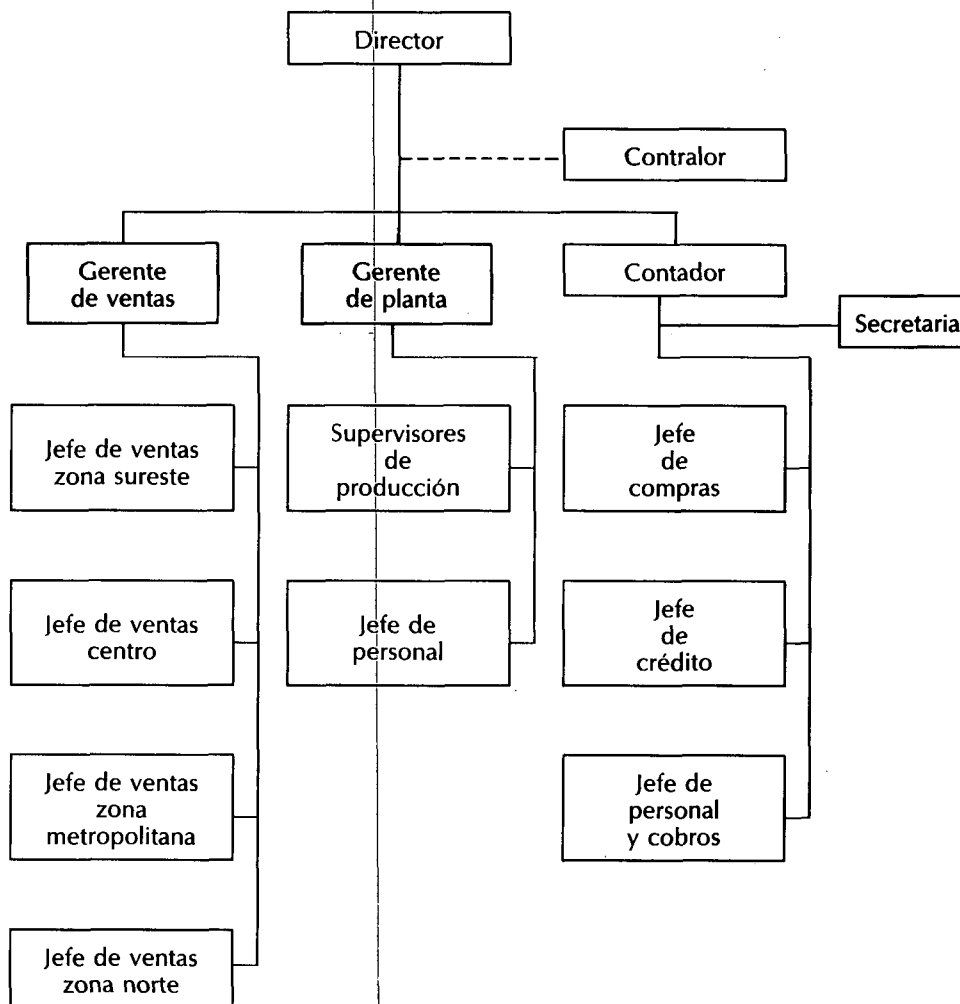 Director
Contralor
Gerente
de ventas
Gerente
de planta
Contador
Secretaria
Jefe de ventas
zona sureste
Supervisores
de
producción
Jefe
de
compras
Jefe de ventas
centro
Jefe de
personal
Jefe
de
crédito
Jefe de ventas
zona
metropolitana
Jefe de
personal
y cobros
Jefe de ventas
zona norte